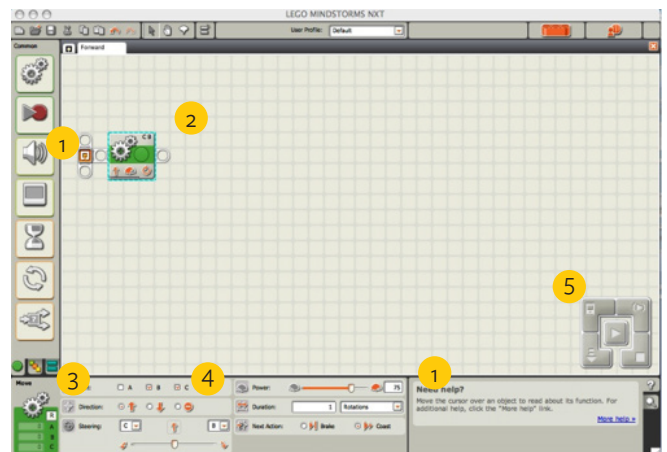 LEGO MINDSTORMS NXT
User Profile: Default
Common
Forward
2
1
C B
5
3
4
1
Move
A B C
Power: 75
Need help?
Move the cursor over an object to read about its function. For
additional help, click the "More help" link.
More help »
Direction:
Duration: 1 Rotations
Steering: C B
Next Action: Brake Coast
A
B
C